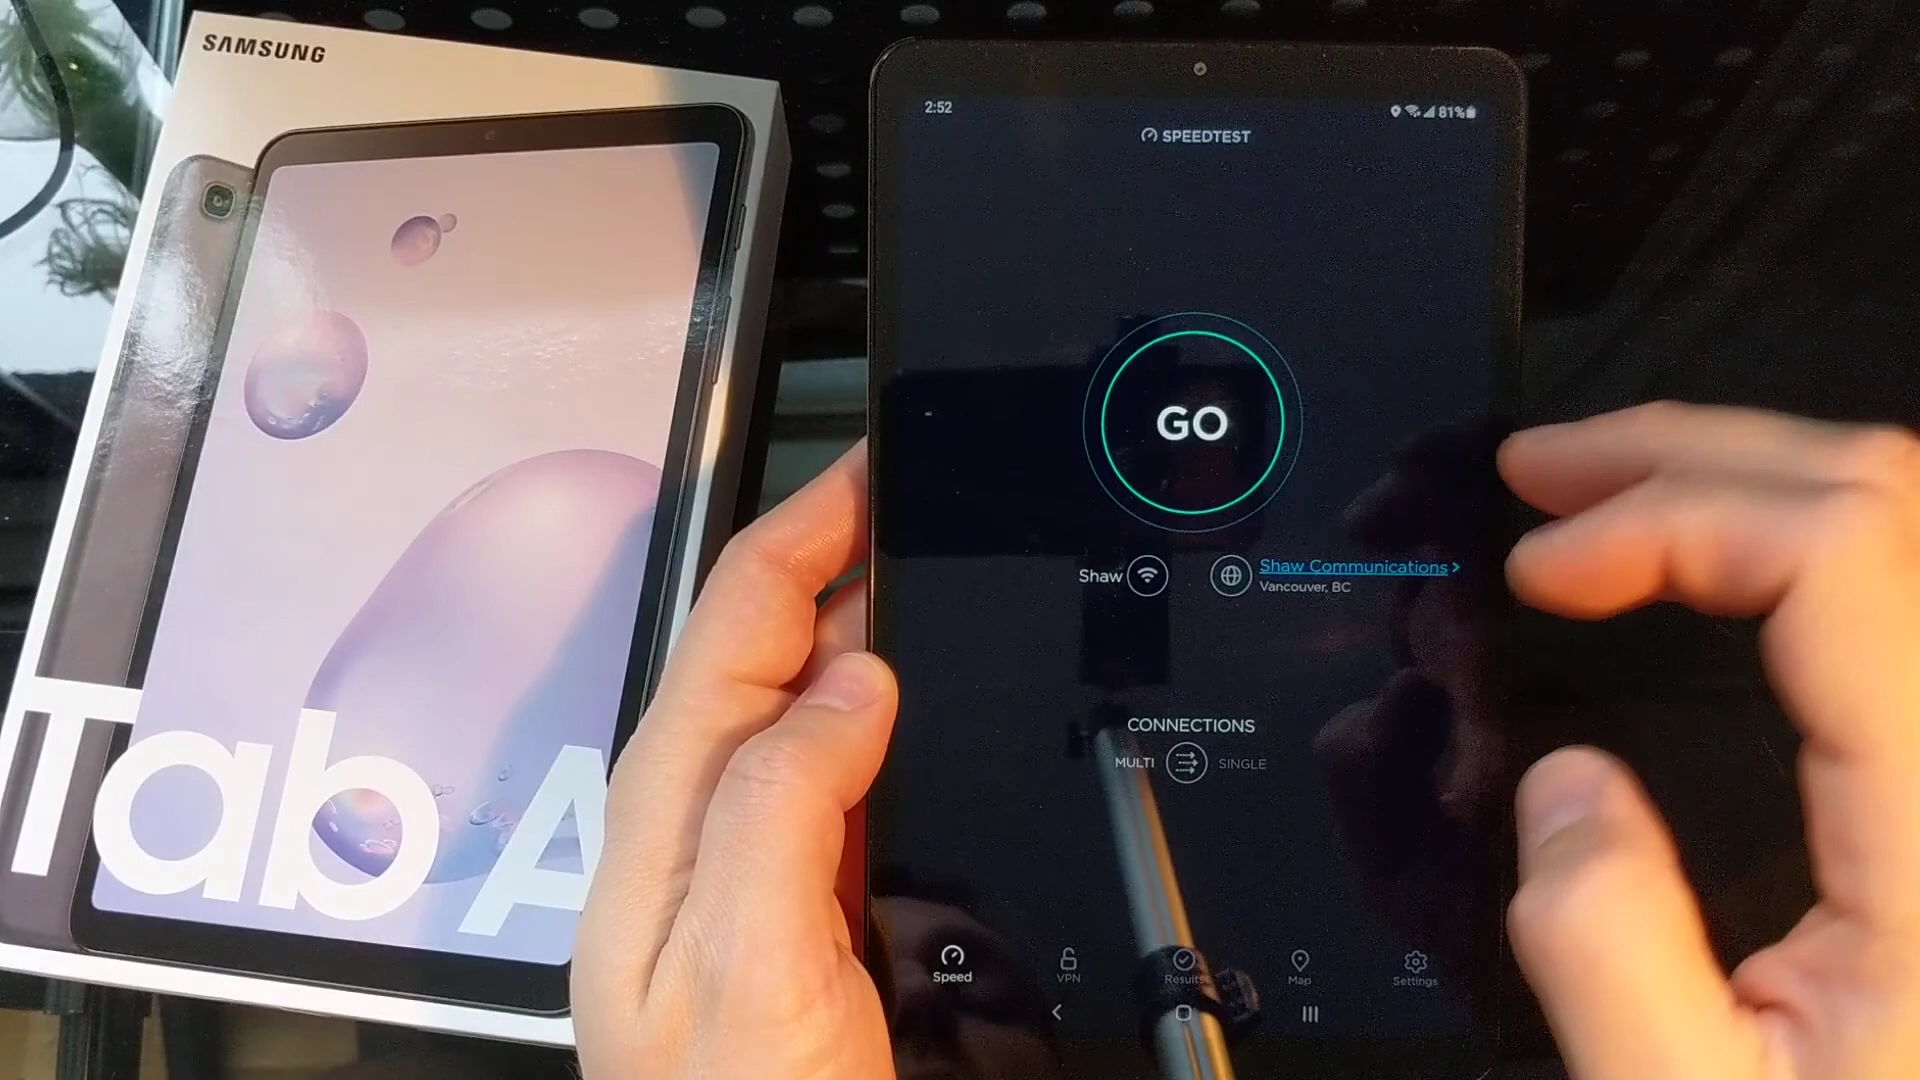 SAMSUNG
Tab A
2:52
81%
SPEEDTEST
GO
Shaw
Shaw Communications >
Vancouver, BC
CONNECTIONS
MULTI
SINGLE
Speed
VPN
Results
Map
Settings